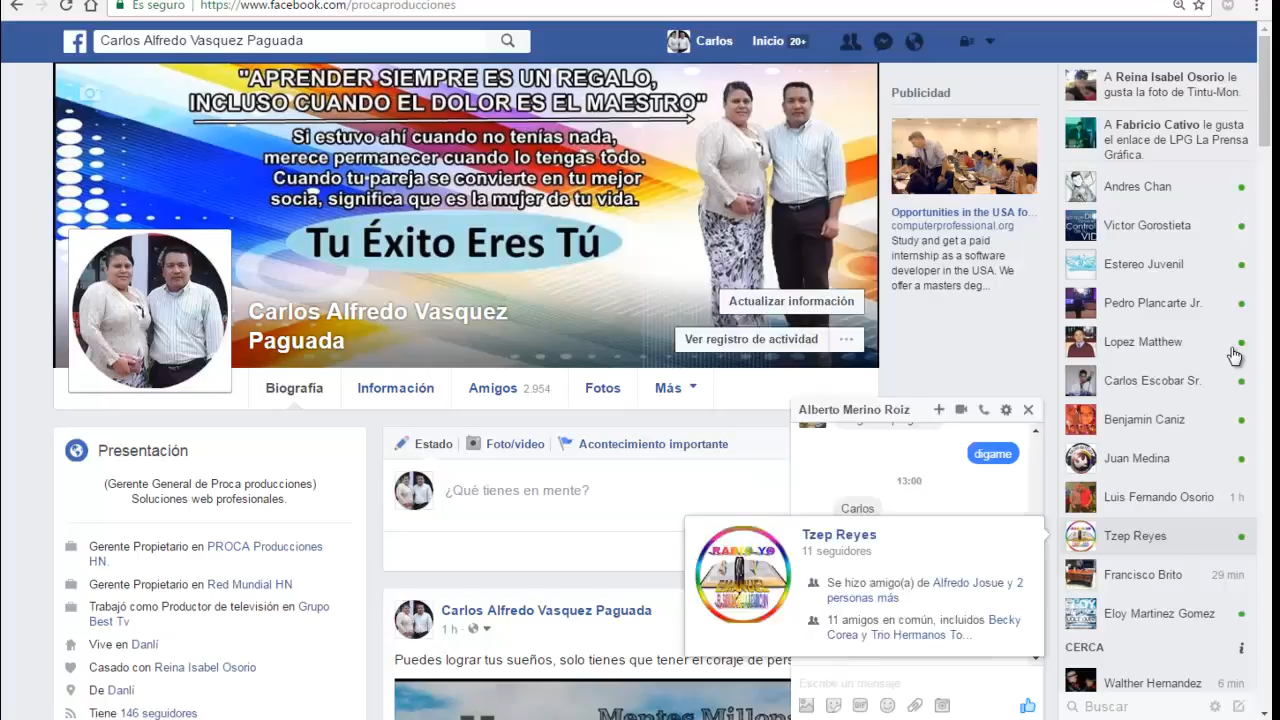 Es seguro | https://www.facebook.com/procaproducciones
Carlos Alfredo Vasquez Paguada
Carlos
Inicio 20+
"APRENDER SIEMPRE ES UN REGALO,
INCLUSO CUANDO EL DOLOR ES EL MAESTRO"
Si estuvo ahí cuando no tenías nada,
merece permanecer cuando lo tengas todo.
Cuando tu pareja se convierte en tu mejor
socia, significa que es la mujer de tu vida.
Tu Éxito Eres Tú
Carlos Alfredo Vasquez
Paguada
Actualizar información
Ver registro de actividad
Biografía
Información
Amigos 2.954
Fotos
Más
Presentación
(Gerente General de Proca producciones)
Soluciones web profesionales.
Gerente Propietario en PROCA Producciones
HN.
Gerente Propietario en Red Mundial HN
Trabajó como Productor de televisión en Grupo
Best Tv
Vive en Danlí
Casado con Reina Isabel Osorio
De Danlí
Tiene 146 seguidores
Estado
Foto/video
Acontecimiento importante
¿Qué tienes en mente?
Carlos Alfredo Vasquez Paguada
1 h
Puedes lograr tus sueños, solo tienes que tener el coraje de pers
Publicidad
Opportunities in the USA fo...
computerprofessional.org
Study and get a paid
internship as a software
developer in the USA. We
offer a masters deg...
Alberto Merino Roiz
digame
13:00
Carlos
Tzep Reyes
11 seguidores
Se hizo amigo(a) de Alfredo Josue y 2
personas más
11 amigos en común, incluidos Becky
Corea y Trio Hermanos To...
Escribe un mensaje
A Reina Isabel Osorio le
gusta la foto de Tintu-Mon.
A Fabricio Cativo le gusta
el enlace de LPG La Prensa
Gráfica.
Andres Chan
Victor Gorostieta
Estereo Juvenil
Pedro Plancarte Jr.
Lopez Matthew
Carlos Escobar Sr.
Benjamin Caniz
Juan Medina
Luis Fernando Osorio 1 h
Tzep Reyes
Francisco Brito 29 min
Eloy Martinez Gomez
CERCA
Walther Hernandez 6 min
Buscar